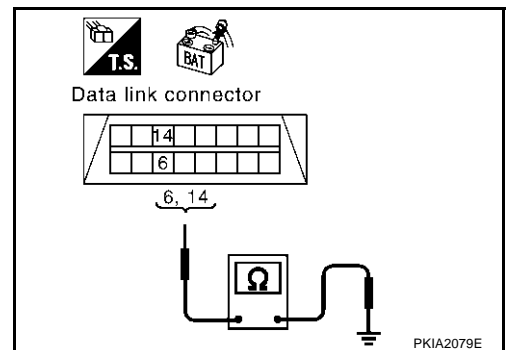 T.S.
BAT
Data link connector
14
6
6, 14
Ω
PKIA2079E